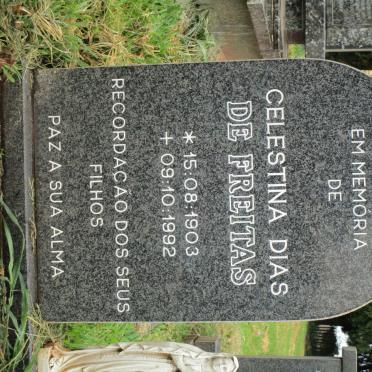 EM MEMÓRIA
DE
CELESTINA DIAS
DE FREITAS
* 15·08·1903
+ 09·10·1992
RECORDAÇÃO DOS SEUS
FILHOS
PAZ A SUA ALMA